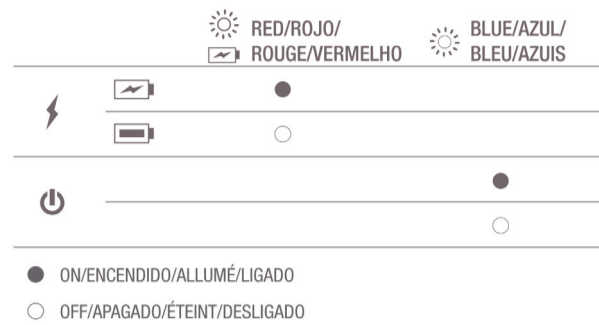 RED/ROJO/
ROUGE/VERMELHO
BLUE/AZUL/
BLEU/AZUIS
ON/ENCENDIDO/ALLUMÉ/LIGADO
OFF/APAGADO/ÉTEINT/DESLIGADO